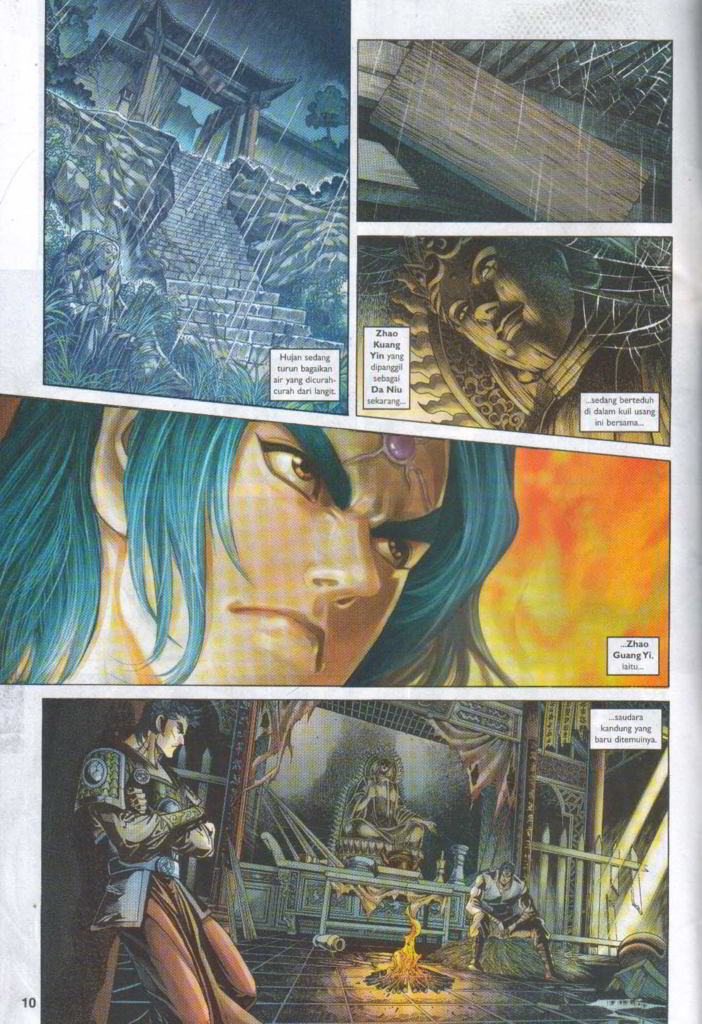 Hujan sedang
turun bagaikan
air yang dicurah-
curah dari langit.
Zhao
Kuang
Yin yang
dipanggil
sebagai
Da Niu
sekarang...
...sedang berteduh
di dalam kuil usang
ini bersama...
...Zhao
Guang Yi,
iaitu...
...saudara
kandung yang
baru ditemuinya.
10